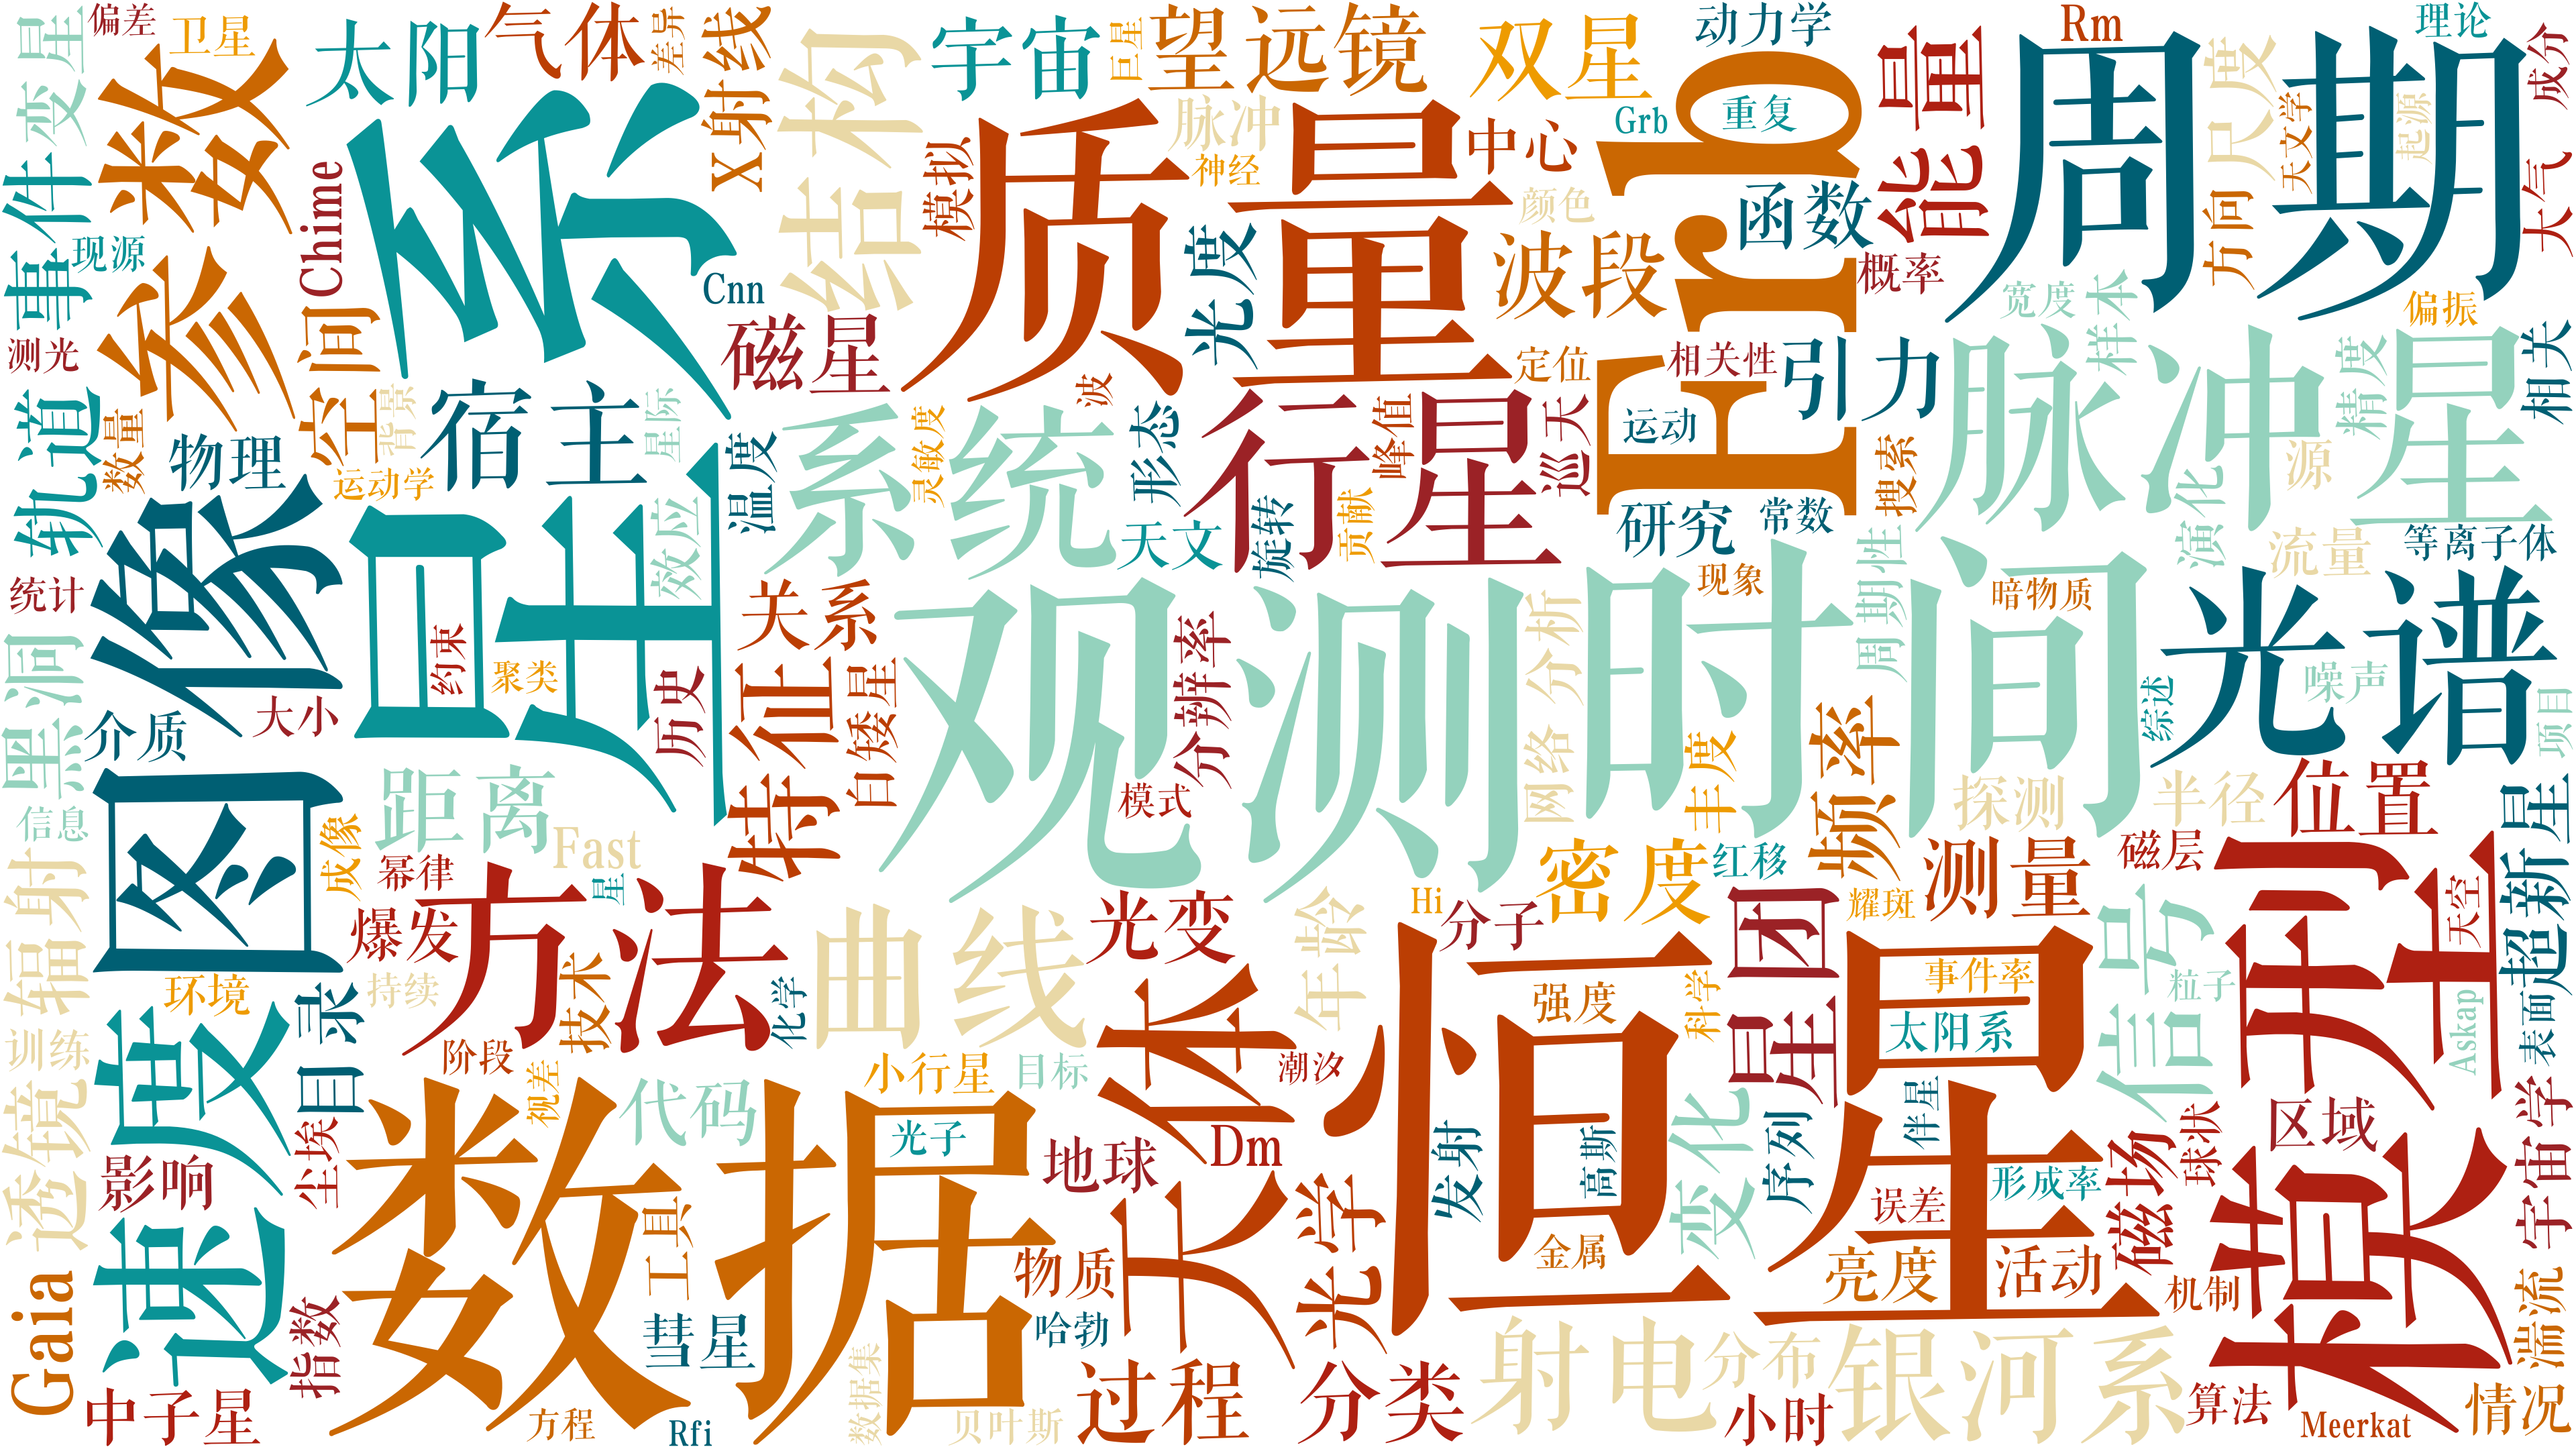 偏差
卫星
太阳
气体
差异
X射线
结构
宇宙
巨星
望远镜
双星
动力学
Rm
理论
成分
变星
参数
星系
脉冲
神经
中心
Grb
重复
Frb
能量
周期
尺度
天文学
起源
大气
事件
现源
Chime
空间
模拟
质量
颜色
函数
概率
方向
Cnn
光度
波段
宽度
样本
偏振
测光
磁星
定位
相关性
引力
脉冲星
精度
相关
轨道
数量
物理
背景
宿主
星际
温度
系统
灵敏度
波
形态
行星
峰值
巡天
运动
搜索
源
运动学
图像
效应
天文
旋转
贡献
研究
常数
演化
流量
等离子体
统计
约束
聚类
关系
观测时间
分析
现象
周期性
暗物质
光谱
黑洞
大小
历史
特征
白矮星
分辨率
网络
噪声
介质
综述
项目
信息
距离
成像
Fast
模式
丰度
频率
探测
半径
位置
幂律
星
密度
红移
测量
磁层
超新星
辐射
爆发
方法
曲线
光变
年龄
Hi
分子
星团
耀斑
信号
模型
天空
环境
持续
技术
化学
天体
恒星
强度
科学
事件率
粒子
训练
速度
目录
阶段
视差
小行星
目标
潮汐
太阳系
Askap
表面
透镜
影响
尘埃
数据
代码
光子
地球
Dm
发射
高斯
变化
序列
伴星
形成率
磁场
球状
区域
宇宙学
工具
物质
光学
误差
Gaia
指数
彗星
哈勃
金属
亮度
活动
机制
湍流
中子星
方程
Rfi
数据集
贝叶斯
过程
分类
射电
分布
小时
银河系
算法
Meerkat
情况